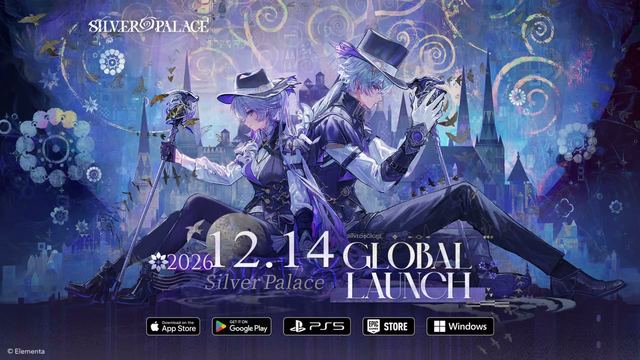 SILVER PALACE
2026
12.14
Silver Palace
GLOBAL
LAUNCH
Download on the
App Store
GET IT ON
Google Play
PS5
EPIC GAMES
STORE
Windows
© Elementa